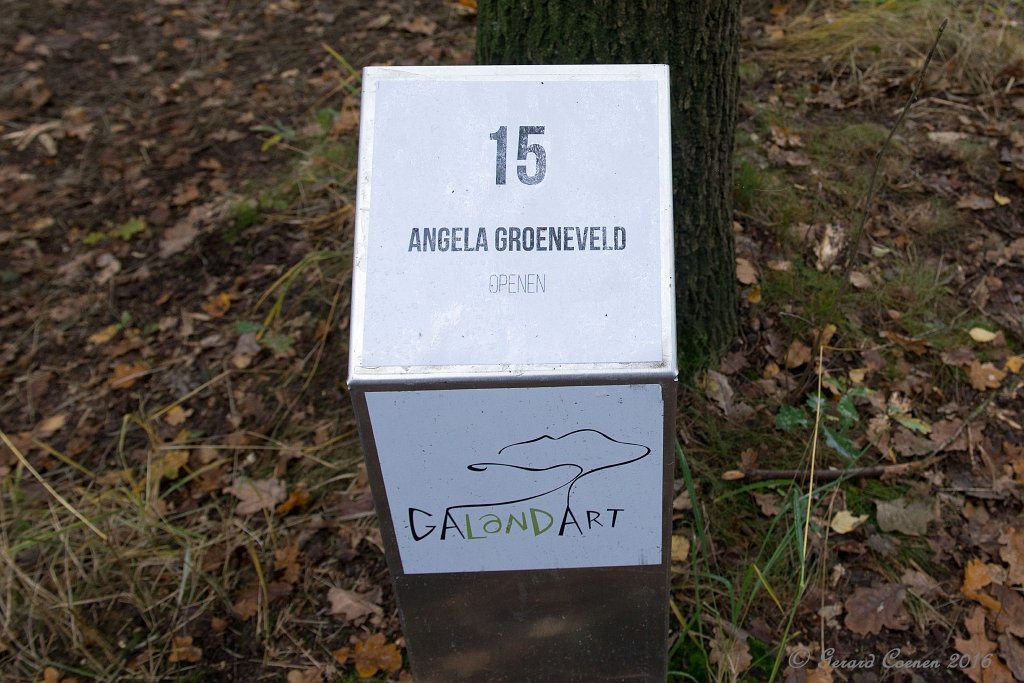 15
ANGELA GROENEVELD
OPENEN
GALANDART
© Gerard Coenen 2016